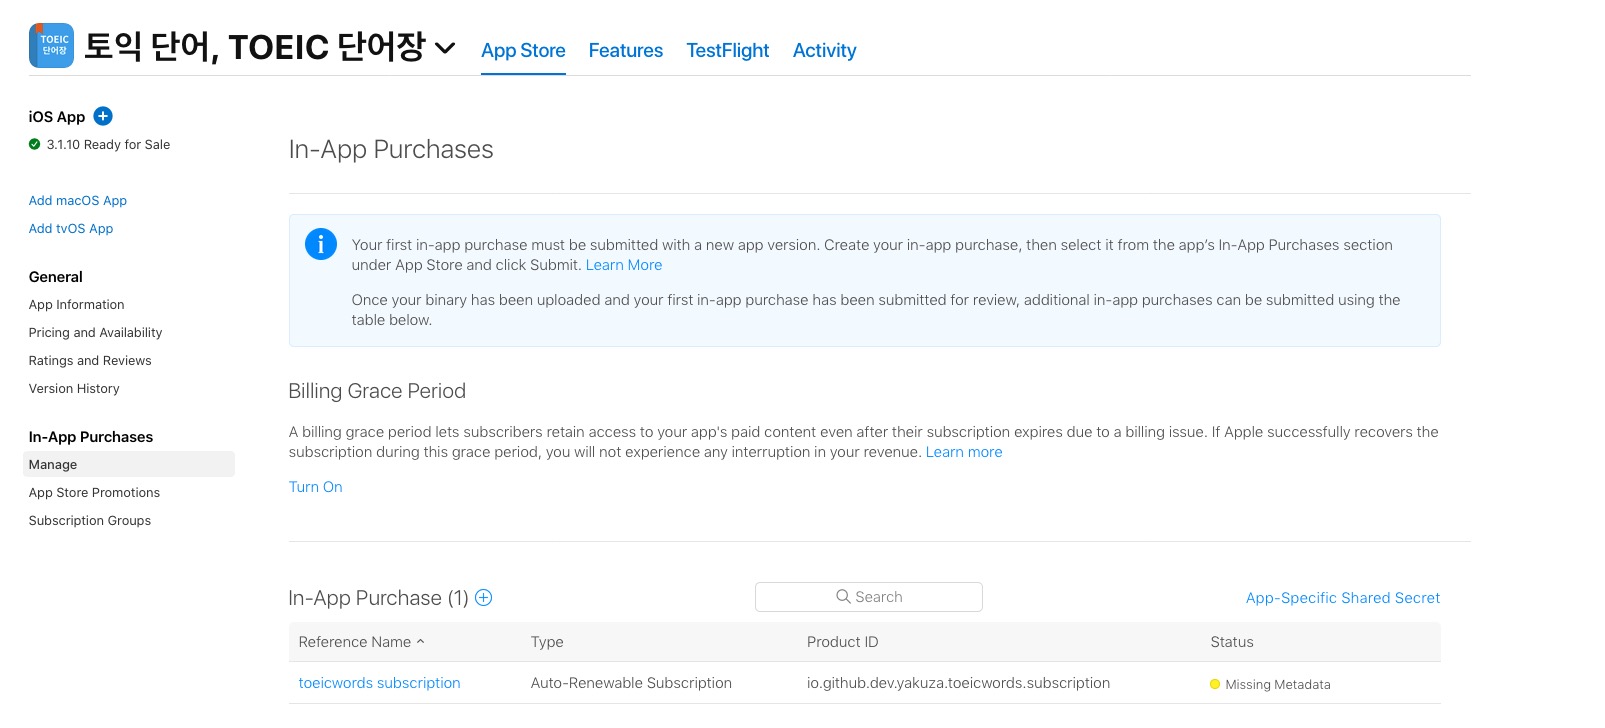 TOEIC
단어장
토익 단어, TOEIC 단어장
App Store
Features
TestFlight
Activity
iOS App
3.1.10 Ready for Sale
Add macOS App
Add tvOS App
General
App Information
Pricing and Availability
Ratings and Reviews
Version History
In-App Purchases
Manage
App Store Promotions
Subscription Groups
In-App Purchases
Your first in-app purchase must be submitted with a new app version. Create your in-app purchase, then select it from the app’s In-App Purchases section
under App Store and click Submit. Learn More
Once your binary has been uploaded and your first in-app purchase has been submitted for review, additional in-app purchases can be submitted using the
table below.
Billing Grace Period
A billing grace period lets subscribers retain access to your app's paid content even after their subscription expires due to a billing issue. If Apple successfully recovers the
subscription during this grace period, you will not experience any interruption in your revenue. Learn more
Turn On
In-App Purchase (1)
Search
App-Specific Shared Secret
Reference Name Type Product ID Status
toeicwords subscription Auto-Renewable Subscription io.github.dev.yakuza.toeicwords.subscription Missing Metadata